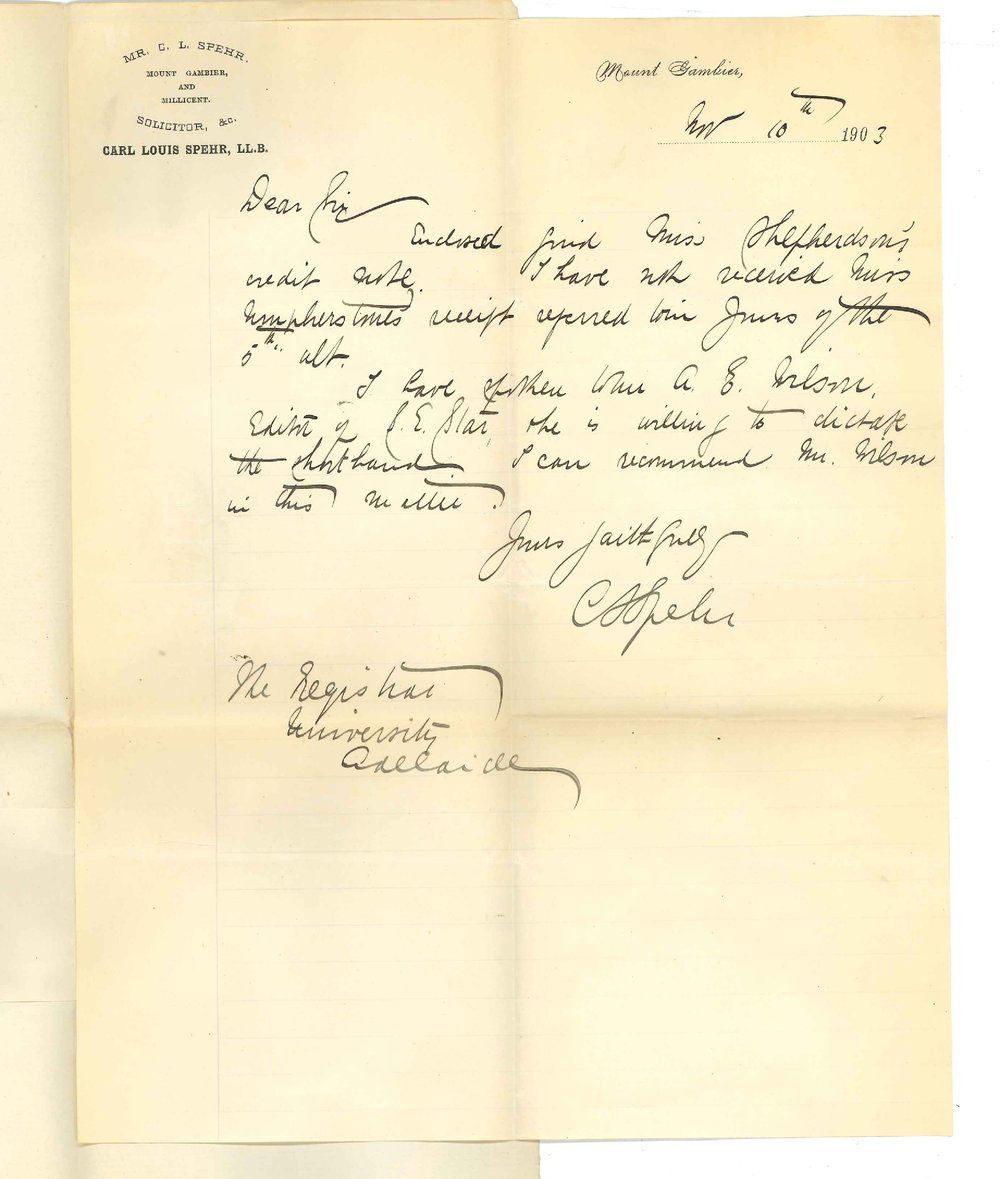 MR. C. L. SPEHR.
MOUNT GAMBIER,
AND
MILLICENT.
SOLICITOR, &c.
CARL LOUIS SPEHR, LL.B.
Mount Gambier,
Nov 10th 1903
Dear Sir
Enclosed find Miss Shepherdson's
credit note. I have not received Miss
Umpherstones receipt referred to in Yours of the
5th ult.
I have spoken to Mr A. E. Wilson,
Editor of S. E. Star, & he is willing to dictate
the shorthand. I can recommend Mr. Wilson
in this matter.
Yours faithfully
C L Spehr
The Registrar
University
Adelaide